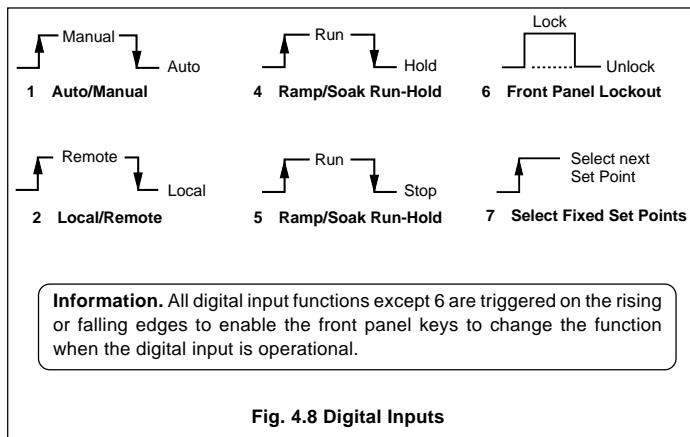 Manual
Auto
1 Auto/Manual
Run
Hold
4 Ramp/Soak Run-Hold
Lock
Unlock
6 Front Panel Lockout
Remote
Local
2 Local/Remote
Run
Stop
5 Ramp/Soak Run-Hold
Select next
Set Point
7 Select Fixed Set Points
Information. All digital input functions except 6 are triggered on the rising
or falling edges to enable the front panel keys to change the function
when the digital input is operational.
Fig. 4.8 Digital Inputs